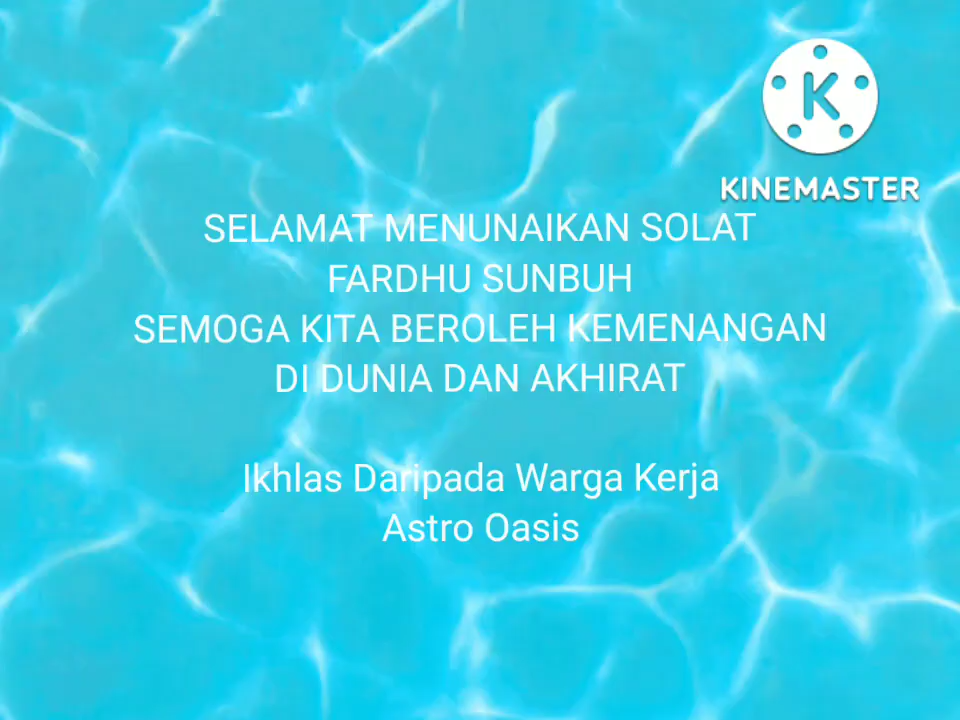 KINEMASTER
SELAMAT MENUNAIKAN SOLAT
FARDHU SUNBUH
SEMOGA KITA BEROLEH KEMENANGAN
DI DUNIA DAN AKHIRAT
Ikhlas Daripada Warga Kerja
Astro Oasis